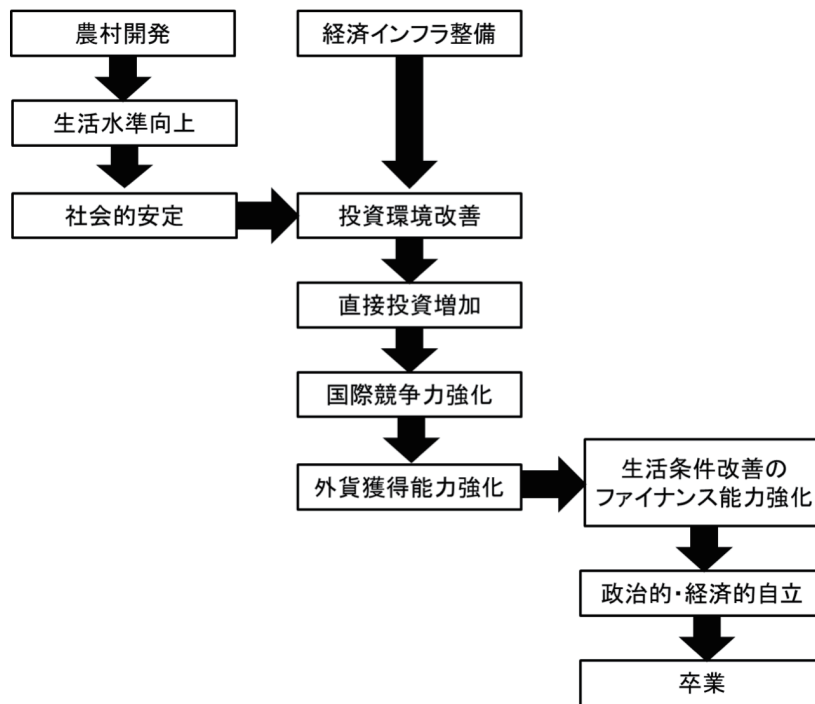 農村開発
経済インフラ整備
生活水準向上
社会的安定
投資環境改善
直接投資増加
国際競争力強化
外貨獲得能力強化
生活条件改善の
ファイナンス能力強化
政治的・経済的自立
卒業